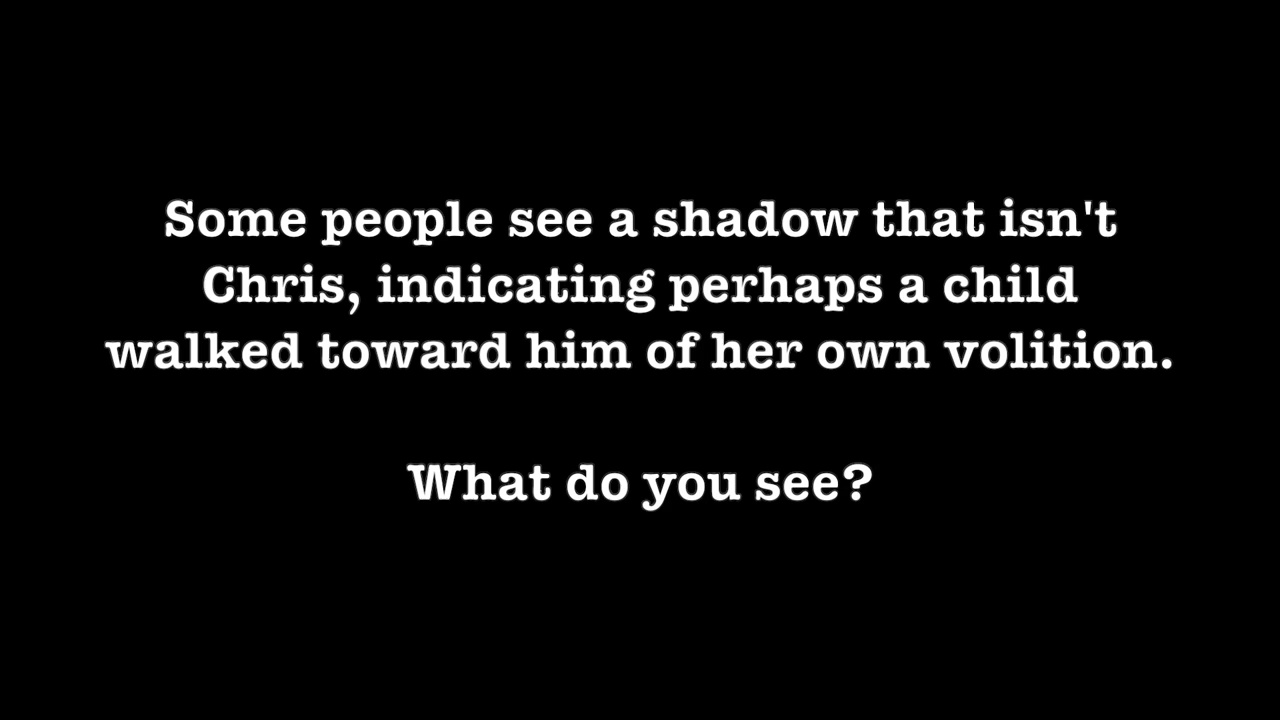 Some people see a shadow that isn't
Chris, indicating perhaps a child
walked toward him of her own volition.
What do you see?